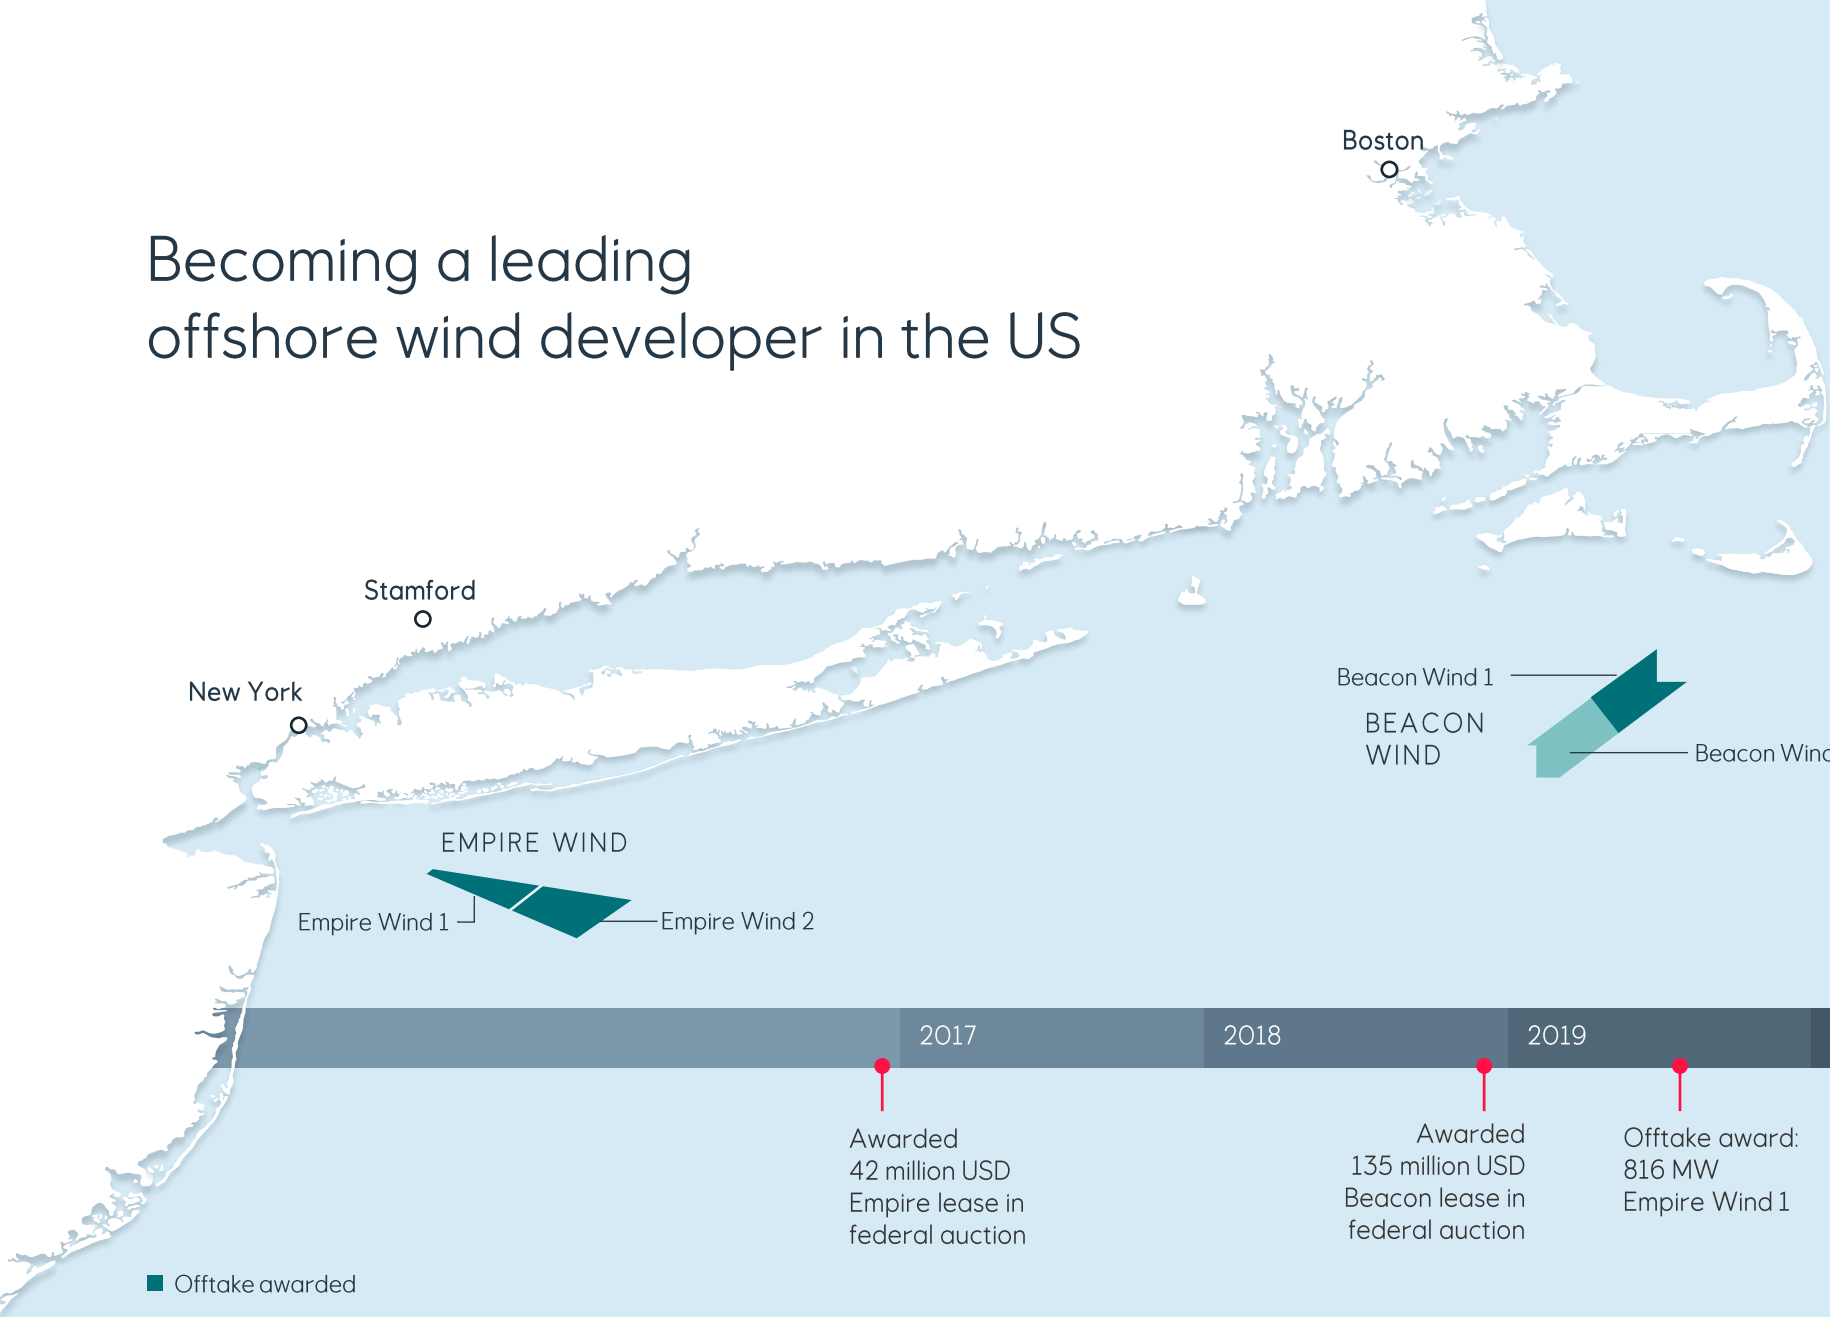 Boston
Becoming a leading
offshore wind developer in the US
Stamford
New York
Beacon Wind 1
BEACON
WIND
Beacon Wind
EMPIRE WIND
Empire Wind 1
Empire Wind 2
2017
2018
2019
Awarded
42 million USD
Empire lease in
federal auction
Awarded
135 million USD
Beacon lease in
federal auction
Offtake award:
816 MW
Empire Wind 1
Offtake awarded